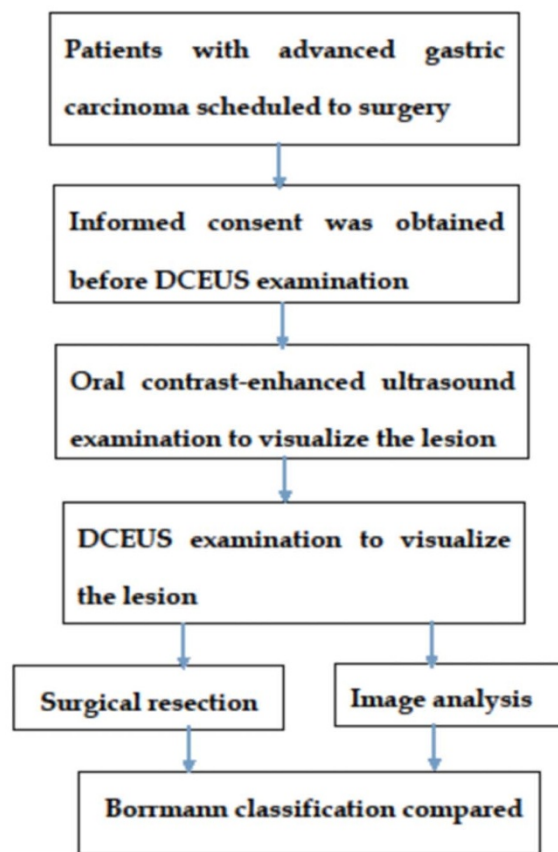 Patients with advanced gastric
carcinoma scheduled to surgery
Informed consent was obtained
before DCEUS examination
Oral contrast-enhanced ultrasound
examination to visualize the lesion
DCEUS examination to visualize
the lesion
Surgical resection
Image analysis
Borrmann classification compared